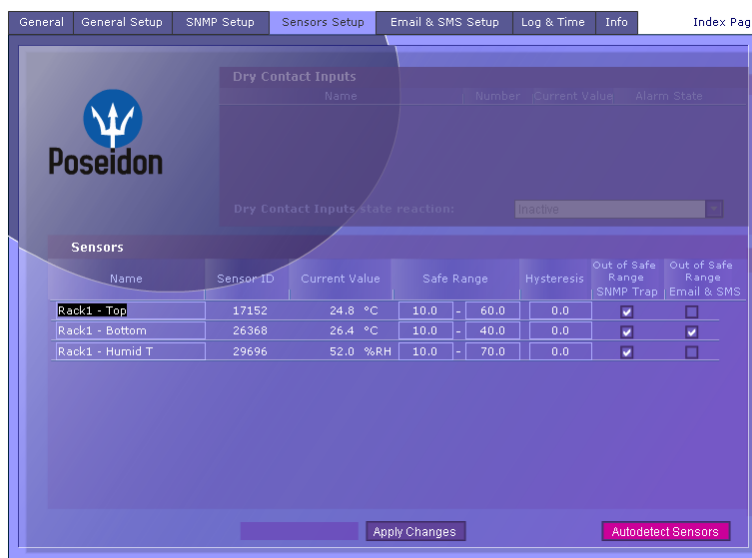 General General Setup SNMP Setup Sensors Setup Email & SMS Setup Log & Time Info Index Pag
Dry Contact Inputs
Name Number Current Value Alarm State
Poseidon
Dry Contact Inputs state reaction: Inactive
Sensors
Name Sensor ID Current Value Safe Range Hysteresis Out of Safe Range SNMP Trap Out of Safe Range Email & SMS
Rack1 - Top 17152 24.8 °C 10.0 - 60.0 0.0
Rack1 - Bottom 26368 26.4 °C 10.0 - 40.0 0.0
Rack1 - Humid T 29696 52.0 %RH 10.0 - 70.0 0.0
Apply Changes Autodetect Sensors